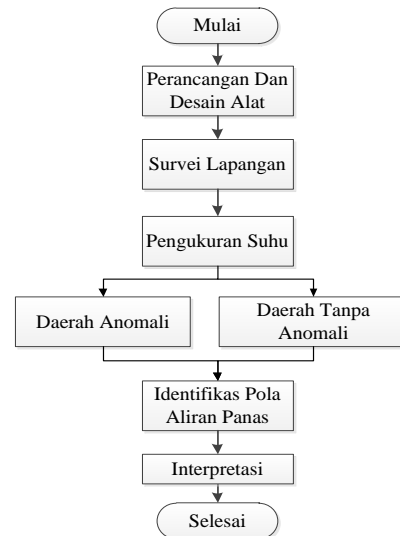 Mulai
Perancangan Dan
Desain Alat
Survei Lapangan
Pengukuran Suhu
Daerah Anomali
Daerah Tanpa
Anomali
Identifikas Pola
Aliran Panas
Interpretasi
Selesai